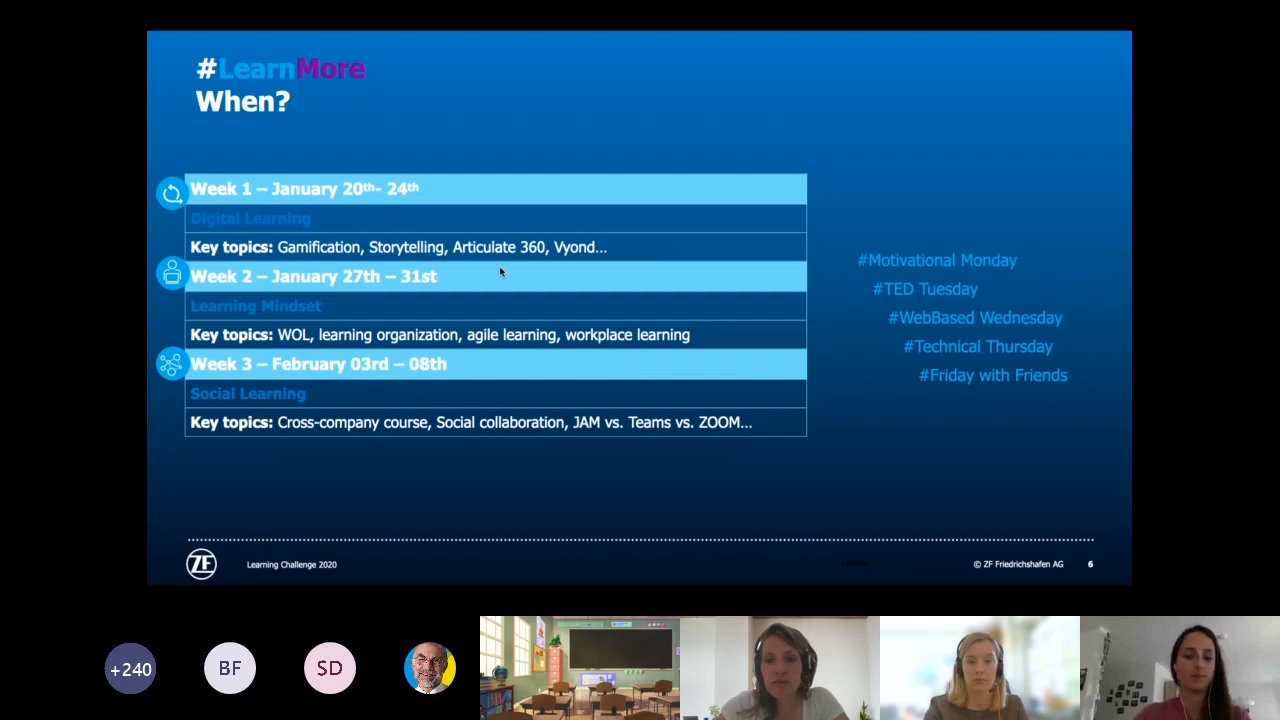 #LearnMore
When?
Week 1 – January 20th- 24th
Digital Learning
Key topics: Gamification, Storytelling, Articulate 360, Vyond...
Week 2 – January 27th – 31st
Learning Mindset
Key topics: WOL, learning organization, agile learning, workplace learning
Week 3 – February 03rd – 08th
Social Learning
Key topics: Cross-company course, Social collaboration, JAM vs. Teams vs. ZOOM...
#Motivational Monday
#TED Tuesday
#WebBased Wednesday
#Technical Thursday
#Friday with Friends
ZF
Learning Challenge 2020
© ZF Friedrichshafen AG
6
+240
BF
SD